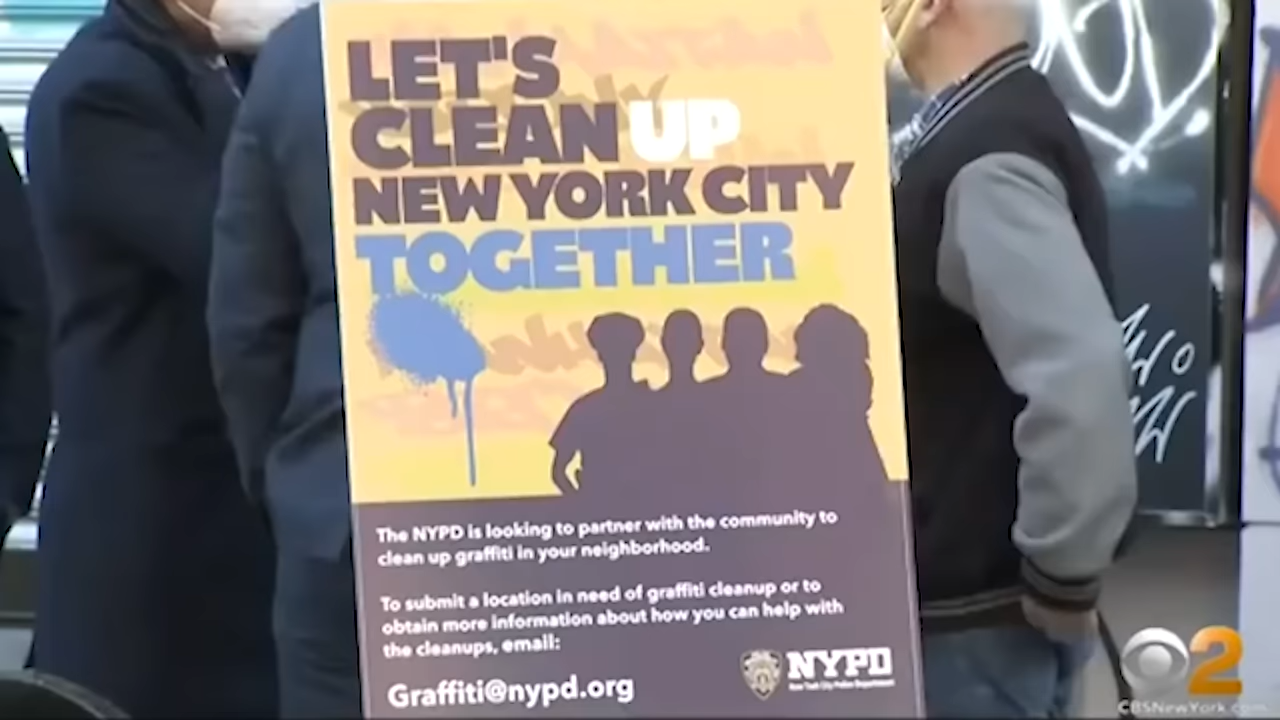 LET'S
CLEAN UP
NEW YORK CITY
TOGETHER
The NYPD is looking to partner with the community to
clean up graffiti in your neighborhood.
To submit a location in need of graffiti cleanup or to
obtain more information about how you can help with
the cleanups, email:
Graffiti@nypd.org
NYPD
New York City Police Department
2
CBSNewYork.com